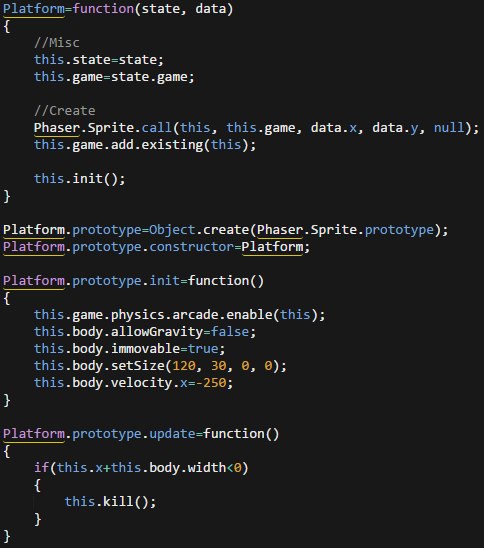 Platform=function(state, data)
{
    //Misc
    this.state=state;
    this.game=state.game;

    //Create
    Phaser.Sprite.call(this, this.game, data.x, data.y, null);
    this.game.add.existing(this);

    this.init();
}

Platform.prototype=Object.create(Phaser.Sprite.prototype);
Platform.prototype.constructor=Platform;

Platform.prototype.init=function()
{
    this.game.physics.arcade.enable(this);
    this.body.allowGravity=false;
    this.body.immovable=true;
    this.body.setSize(120, 30, 0, 0);
    this.body.velocity.x=-250;
}

Platform.prototype.update=function()
{
    if(this.x+this.body.width<0)
    {
        this.kill();
    }
}